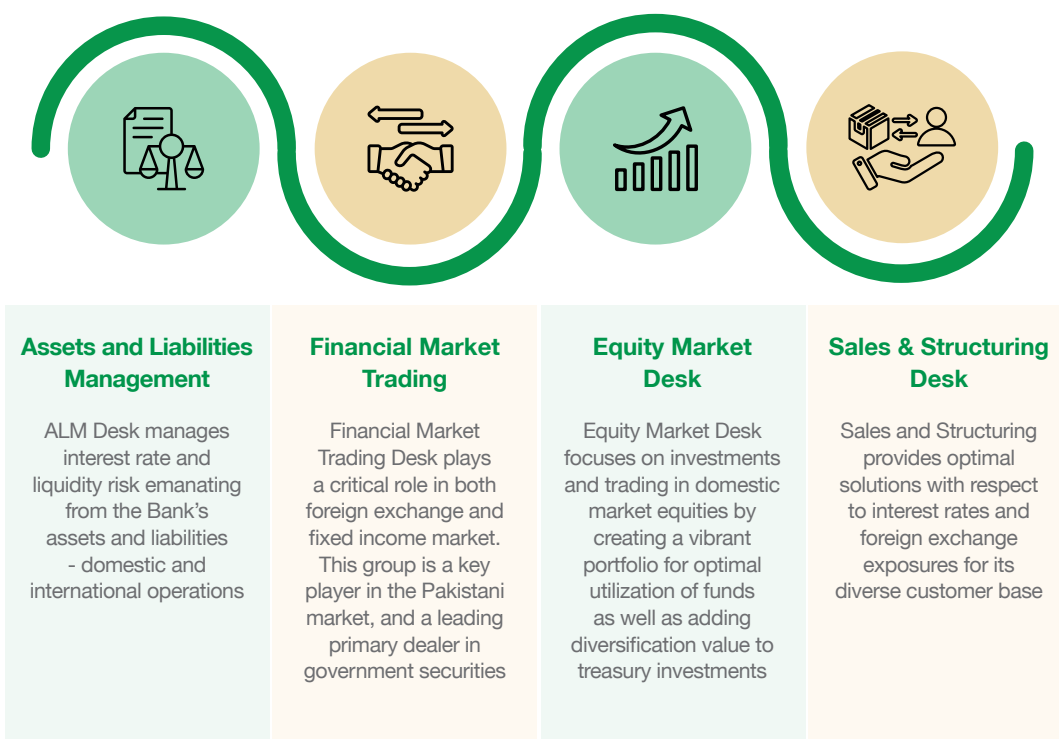 Assets and Liabilities
Management
ALM Desk manages
interest rate and
liquidity risk emanating
from the Bank's
assets and liabilities
- domestic and
international operations
Financial Market
Trading
Financial Market
Trading Desk plays
a critical role in both
foreign exchange and
fixed income market.
This group is a key
player in the Pakistani
market, and a leading
primary dealer in
government securities
Equity Market
Desk
Equity Market Desk
focuses on investments
and trading in domestic
market equities by
creating a vibrant
portfolio for optimal
utilization of funds
as well as adding
diversification value to
treasury investments
Sales & Structuring
Desk
Sales and Structuring
provides optimal
solutions with respect
to interest rates and
foreign exchange
exposures for its
diverse customer base